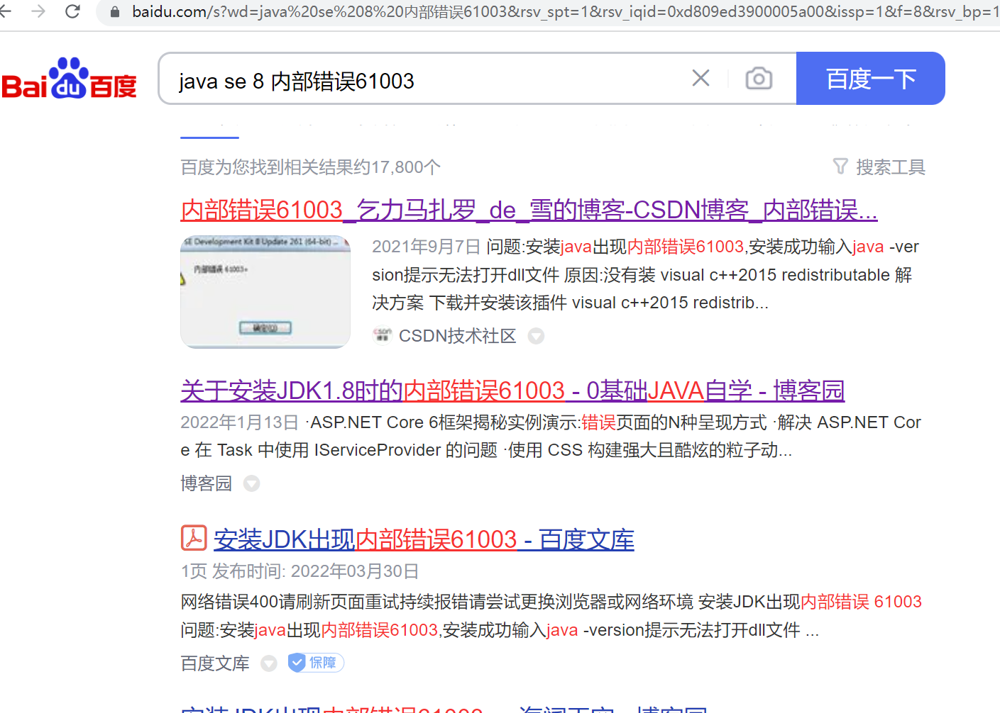 baidu.com/s?wd=java%20se%208%20内部错误61003&rsv_spt=1&rsv_iqid=0xd809ed3900005a00&issp=1&f=8&rsv_bp=1
Bai du 百度
java se 8 内部错误61003
百度一下
百度为您找到相关结果约17,800个
搜索工具
内部错误61003_乞力马扎罗_de_雪的博客-CSDN博客_内部错误...
SE Development Kit 8 Update 261 (64-bit) ...
内部错误 61003。
确定(O)
2021年9月7日 问题:安装java出现内部错误61003,安装成功输入java -ver
sion提示无法打开dll文件 原因:没有装 visual c++2015 redistributable 解
决方案 下载并安装该插件 visual c++2015 redistrib...
CSDN 博客
CSDN技术社区
关于安装JDK1.8时的内部错误61003 - 0基础JAVA自学 - 博客园
2022年1月13日 ·ASP.NET Core 6框架揭秘实例演示:错误页面的N种呈现方式 ·解决 ASP.NET Cor
e 在 Task 中使用 IServiceProvider 的问题 ·使用 CSS 构建强大且酷炫的粒子动...
博客园
安装JDK出现内部错误61003 - 百度文库
1页 发布时间: 2022年03月30日
网络错误400请刷新页面重试持续报错请尝试更换浏览器或网络环境 安装JDK出现内部错误 61003
问题:安装java出现内部错误61003,安装成功输入java -version提示无法打开dll文件 ...
百度文库
保障